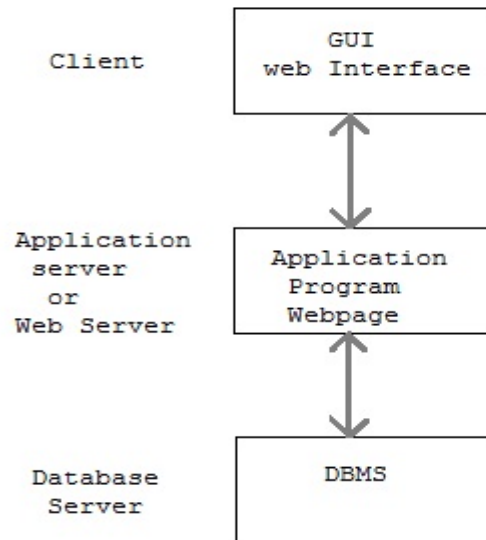 Client
GUI
web Interface
Application
server
or
Web Server
Application
Program
Webpage
Database
Server
DBMS